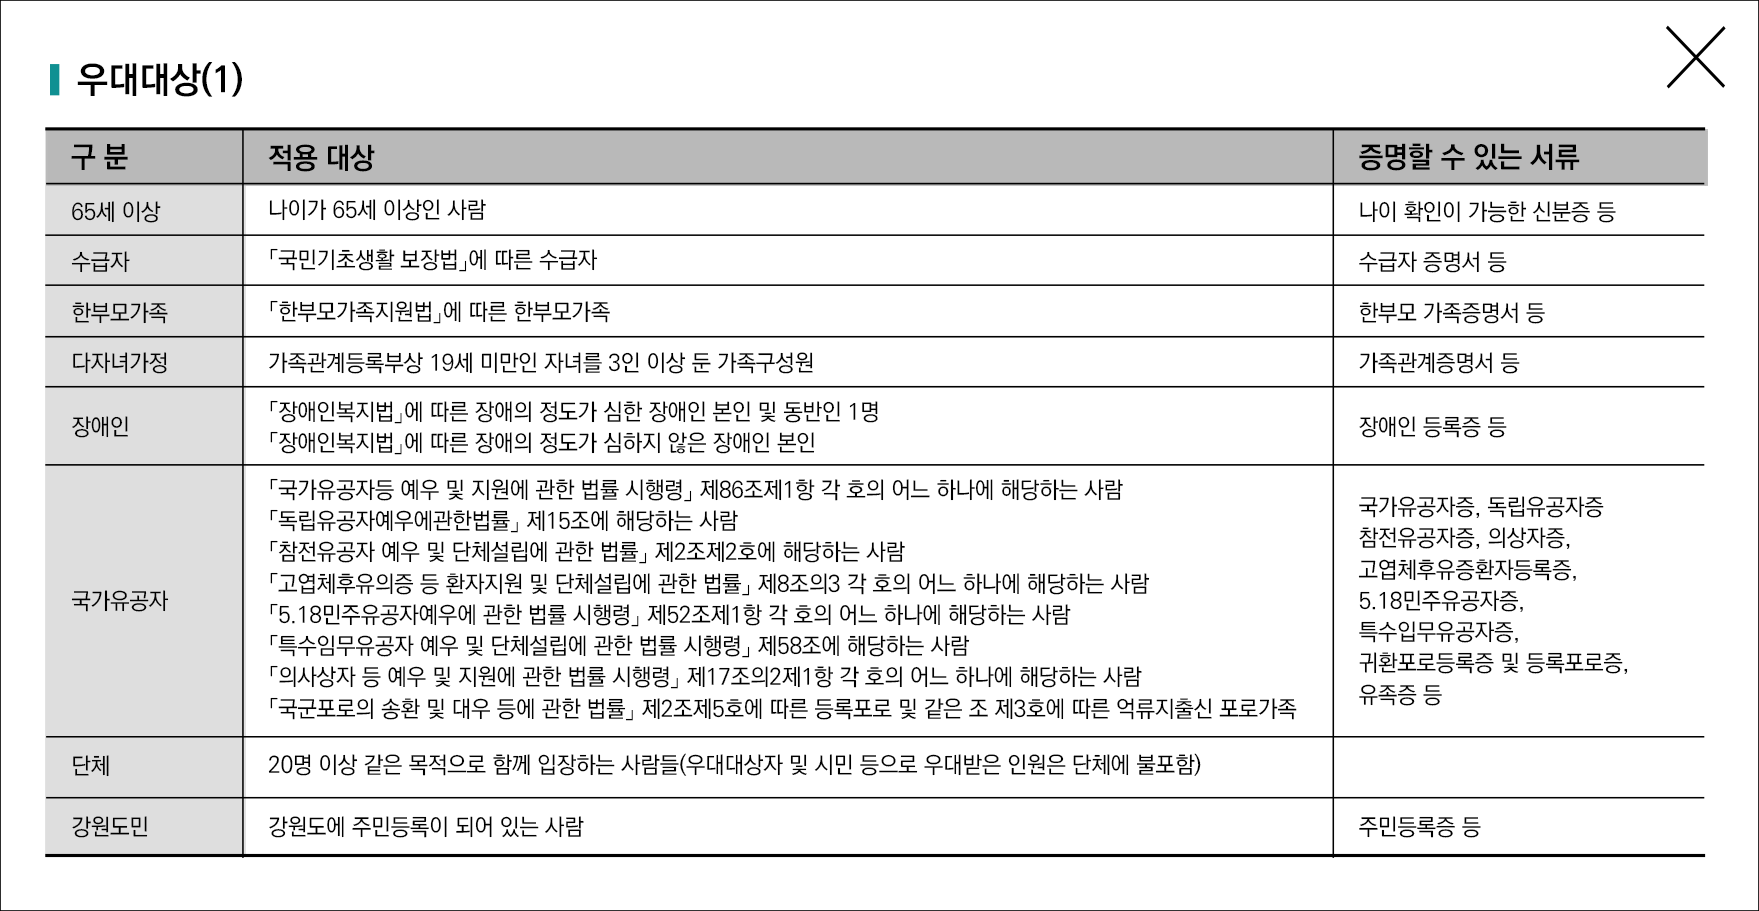 우대대상(1)
구 분
적용 대상
증명할 수 있는 서류
65세 이상
나이가 65세 이상인 사람
나이 확인이 가능한 신분증 등
수급자
「국민기초생활 보장법」에 따른 수급자
수급자 증명서 등
한부모가족
「한부모가족지원법」에 따른 한부모가족
한부모 가족증명서 등
다자녀가정
가족관계등록부상 19세 미만인 자녀를 3인 이상 둔 가족구성원
가족관계증명서 등
장애인
「장애인복지법」에 따른 장애의 정도가 심한 장애인 본인 및 동반인 1명
「장애인복지법」에 따른 장애의 정도가 심하지 않은 장애인 본인
장애인 등록증 등
국가유공자
「국가유공자등 예우 및 지원에 관한 법률 시행령」 제86조제1항 각 호의 어느 하나에 해당하는 사람
「독립유공자예우에관한법률」 제15조에 해당하는 사람
「참전유공자 예우 및 단체설립에 관한 법률」 제2조제2호에 해당하는 사람
「고엽체후유의증 등 환자지원 및 단체설립에 관한 법률」 제8조의3 각 호의 어느 하나에 해당하는 사람
「5.18민주유공자예우에 관한 법률 시행령」 제52조제1항 각 호의 어느 하나에 해당하는 사람
「특수임무유공자 예우 및 단체설립에 관한 법률 시행령」 제58조에 해당하는 사람
「의사상자 등 예우 및 지원에 관한 법률 시행령」 제17조의2제1항 각 호의 어느 하나에 해당하는 사람
「국군포로의 송환 및 대우 등에 관한 법률」 제2조제5호에 따른 등록포로 및 같은 조 제3호에 따른 억류지출신 포로가족
국가유공자증, 독립유공자증
참전유공자증, 의상자증,
고엽체후유증환자등록증,
5.18민주유공자증,
특수입무유공자증,
귀환포로등록증 및 등록포로증,
유족증 등
단체
20명 이상 같은 목적으로 함께 입장하는 사람들(우대대상자 및 시민 등으로 우대받은 인원은 단체에 불포함)
강원도민
강원도에 주민등록이 되어 있는 사람
주민등록증 등